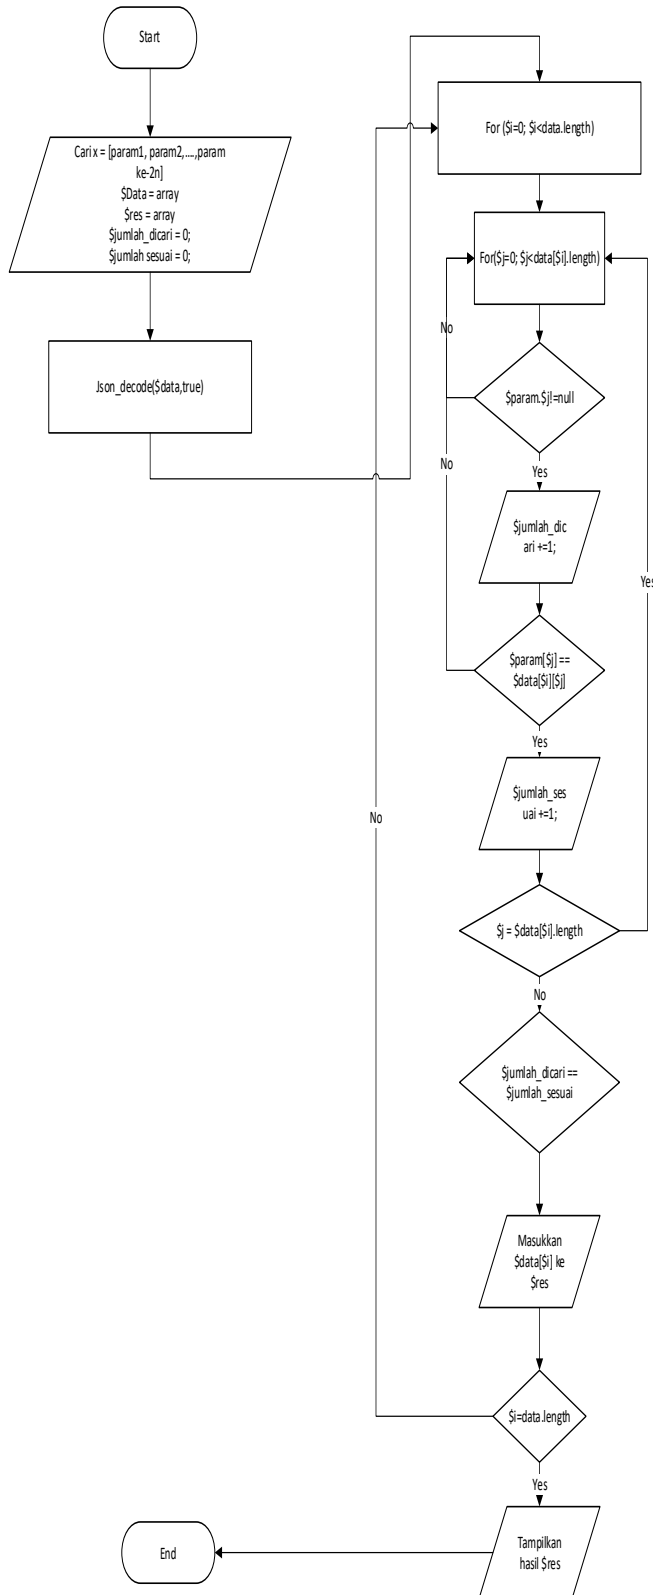 Start
Cari x = [param1, param2,....,param
ke-2n]
$Data = array
$res = array
$jumlah_dicari = 0;
$jumlah sesuai = 0;
Json_decode($data,true)
For ($i=0; $i<data.length)
For($j=0; $j<data[$i].length)
No
$param.$j!=null
No
Yes
$jumlah_dic
ari +=1;
Yes
$param[$j] ==
$data[$i][$j]
Yes
$jumlah_ses
uai +=1;
No
$j = $data[$i].length
No
$jumlah_dicari ==
$jumlah_sesuai
Masukkan
$data[$i] ke
$res
$i=data.length
Yes
Tampilkan
hasil $res
End